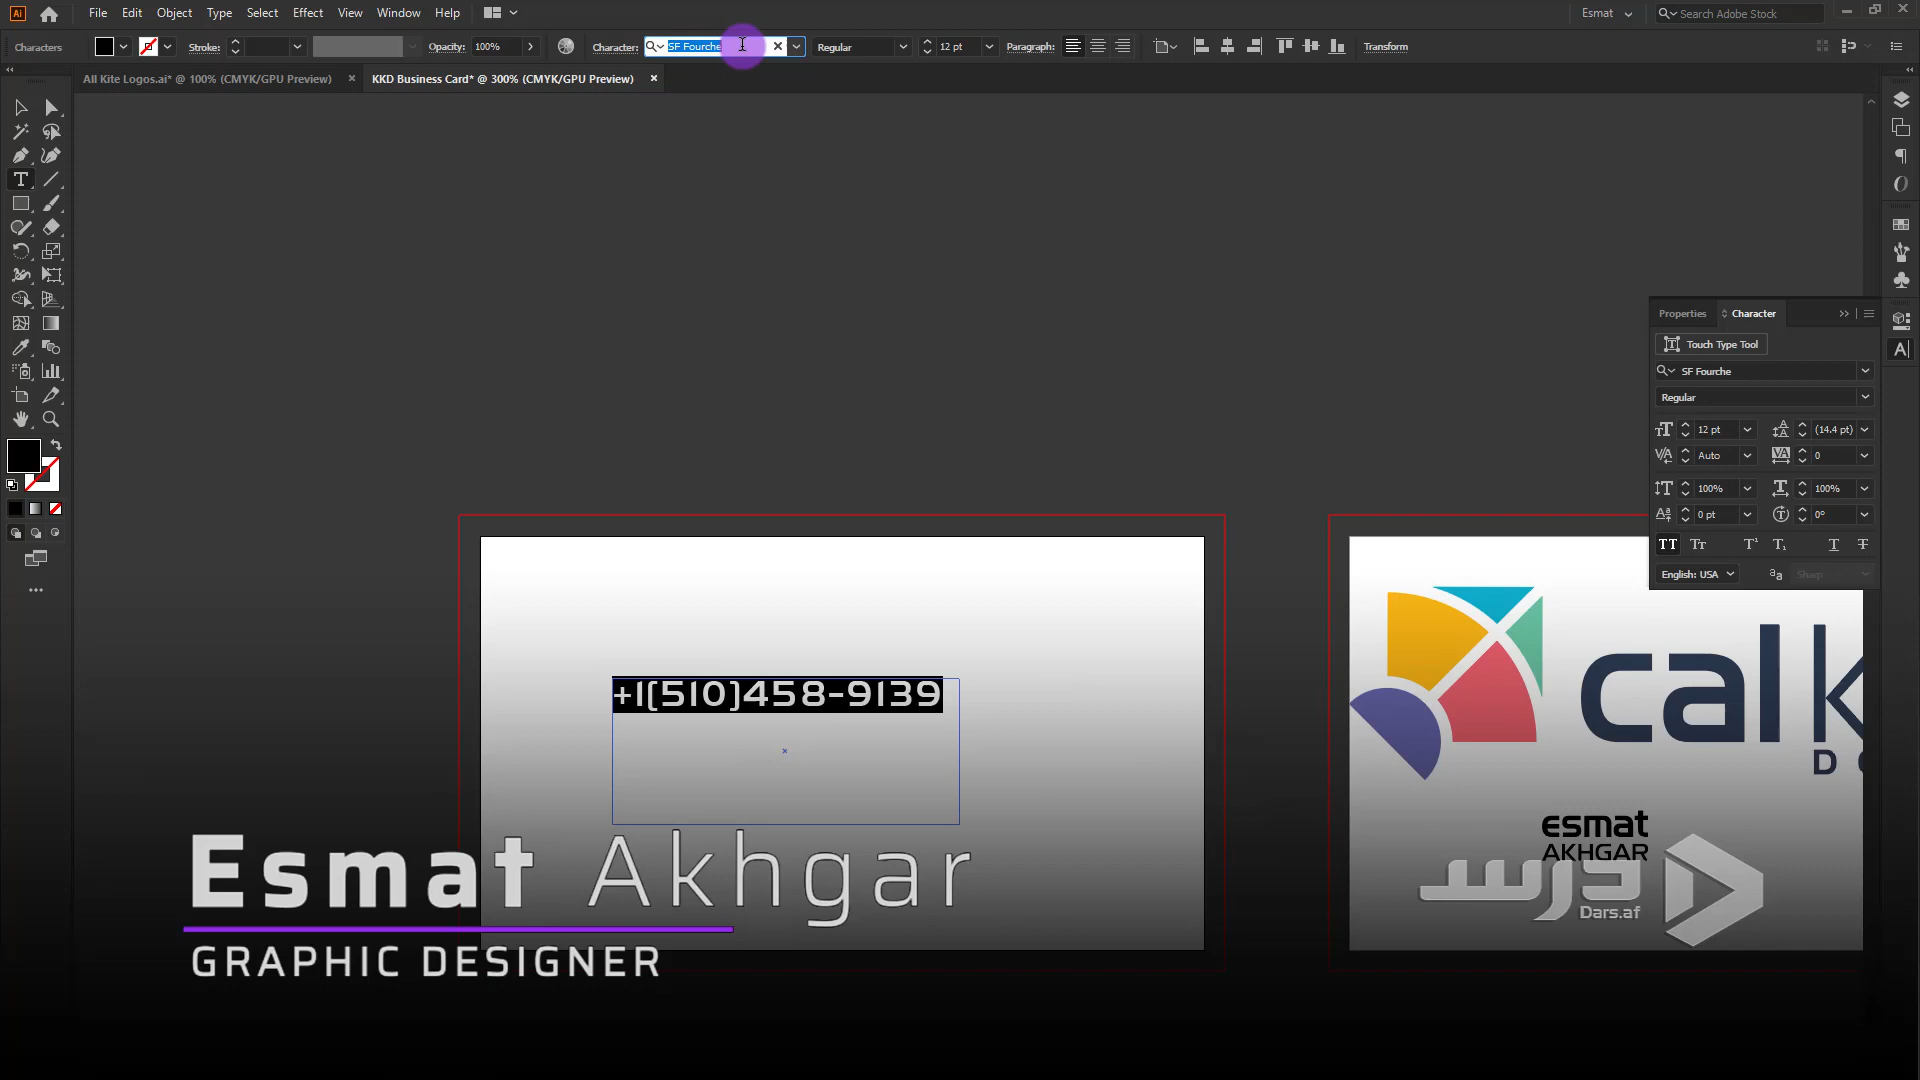 Ai File Edit Object Type Select Effect View Window Help Esmat Search Adobe Stock
Characters Stroke: Opacity: 100% Character: SF Fourche Regular 12 pt Paragraph: Transform
All Kite Logos.ai* @ 100% (CMYK/GPU Preview) KKD Business Card* @ 300% (CMYK/GPU Preview)
Properties Character
Touch Type Tool
SF Fourche
Regular
12 pt (14.4 pt)
Auto 0
100% 100%
0 pt 0°
English: USA Sharp
+1(510)458-9139
cal
esmat
AKHGAR
درس
Dars.af
Esmat Akhgar
GRAPHIC DESIGNER